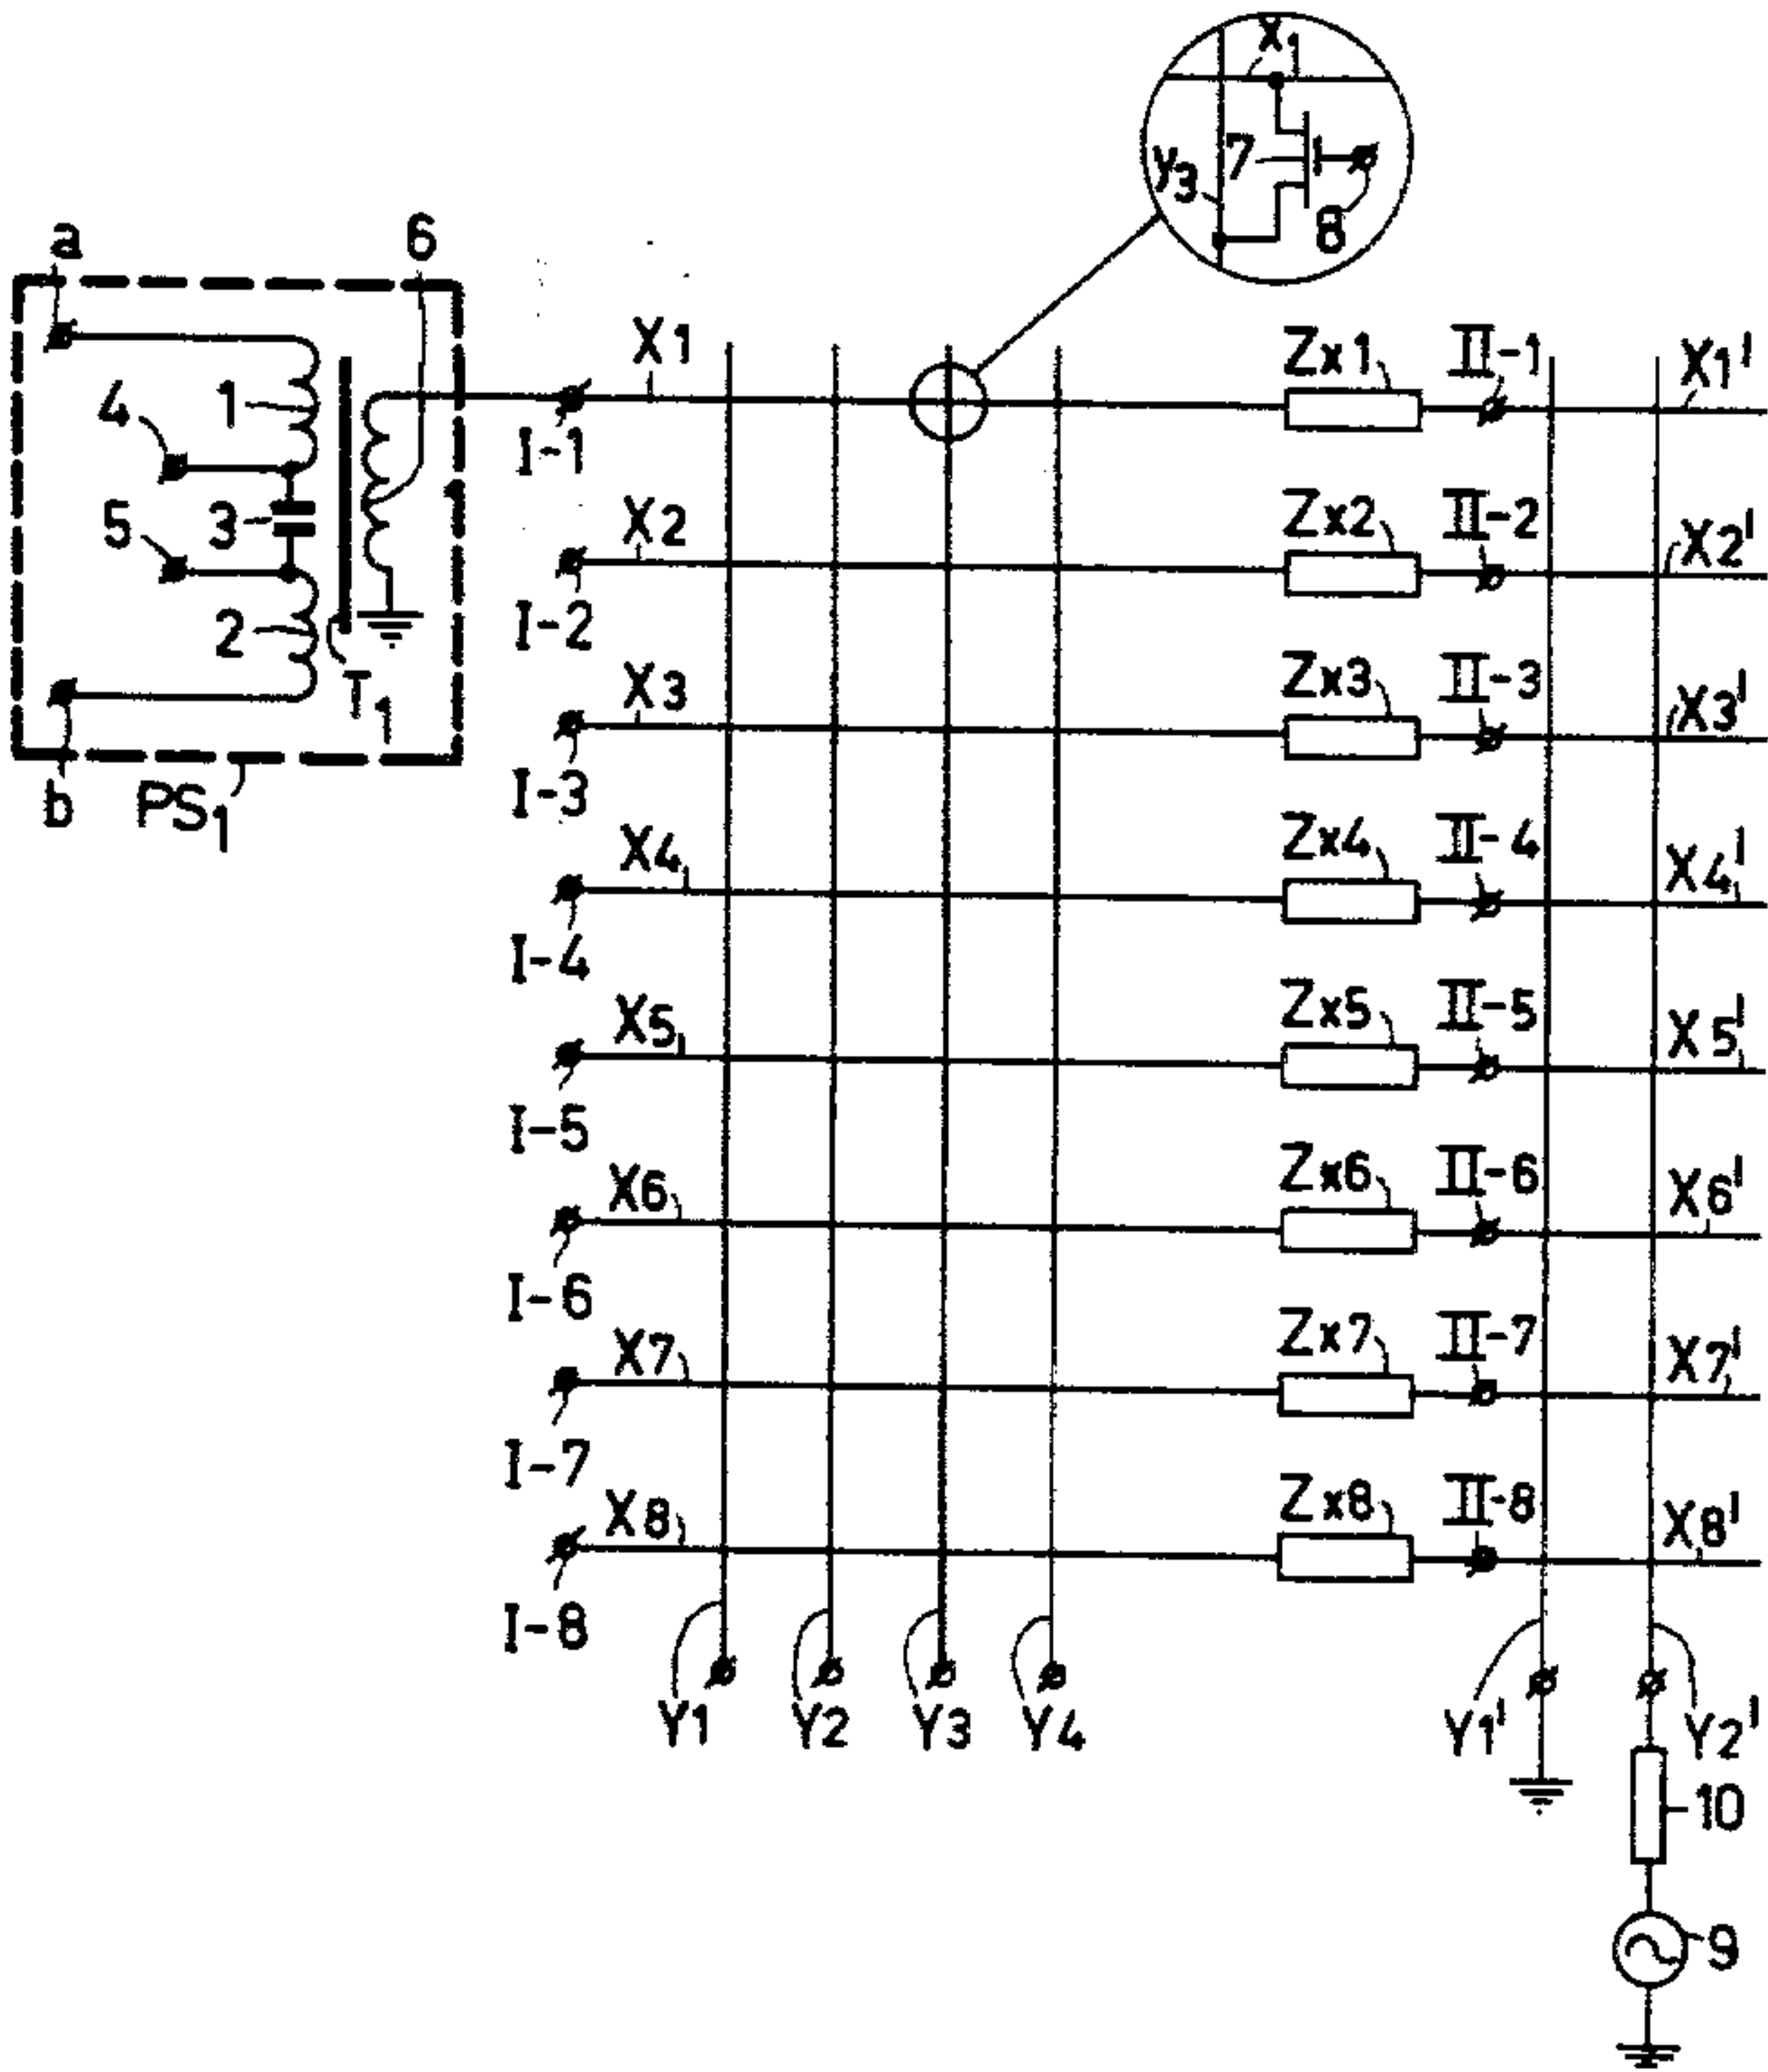 X1
y3
7
8
a
6
4
1
5
3
2
T1
b
PS1
X1
I-1
Zx1
II-1
X1'
X2
I-2
Zx2
II-2
X2'
X3
I-3
Zx3
II-3
X3'
X4
I-4
Zx4
II-4
X4'
X5
I-5
Zx5
II-5
X5'
X6
I-6
Zx6
II-6
X6'
X7
I-7
Zx7
II-7
X7'
X8
I-8
Zx8
II-8
X8'
Y1
Y2
Y3
Y4
Y1'
Y2'
10
9